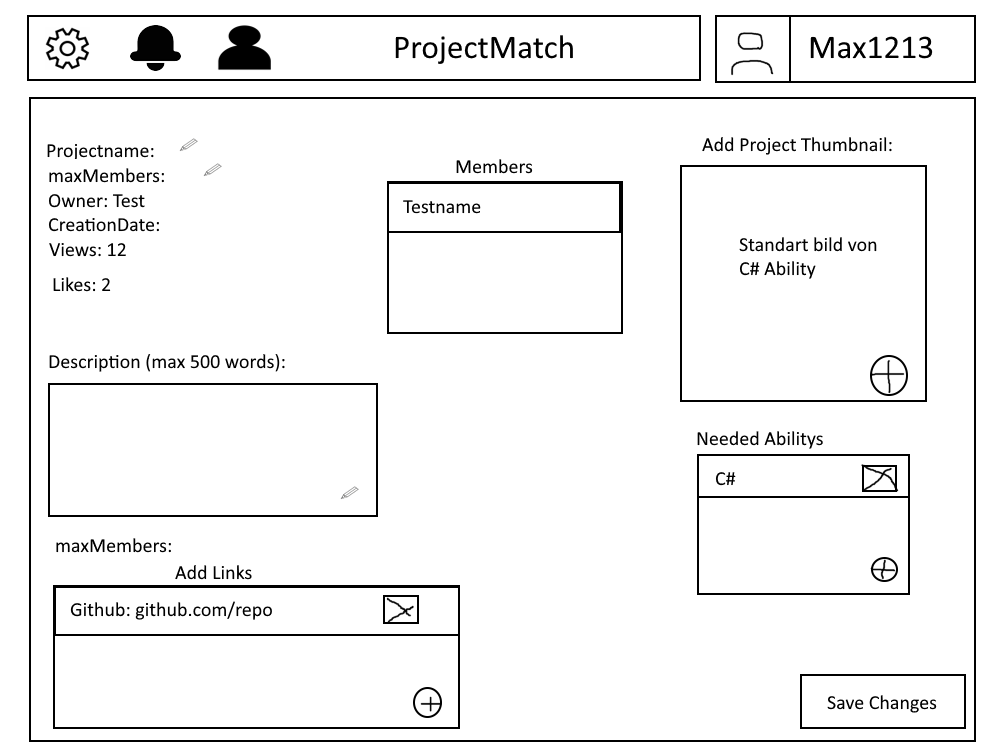 ProjectMatch
Max1213
Projectname:
maxMembers:
Owner: Test
CreationDate:
Views: 12
Likes: 2
Members
Testname
Add Project Thumbnail:
Standart bild von
C# Ability
Description (max 500 words):
Needed Abilitys
C#
maxMembers:
Add Links
Github: github.com/repo
Save Changes